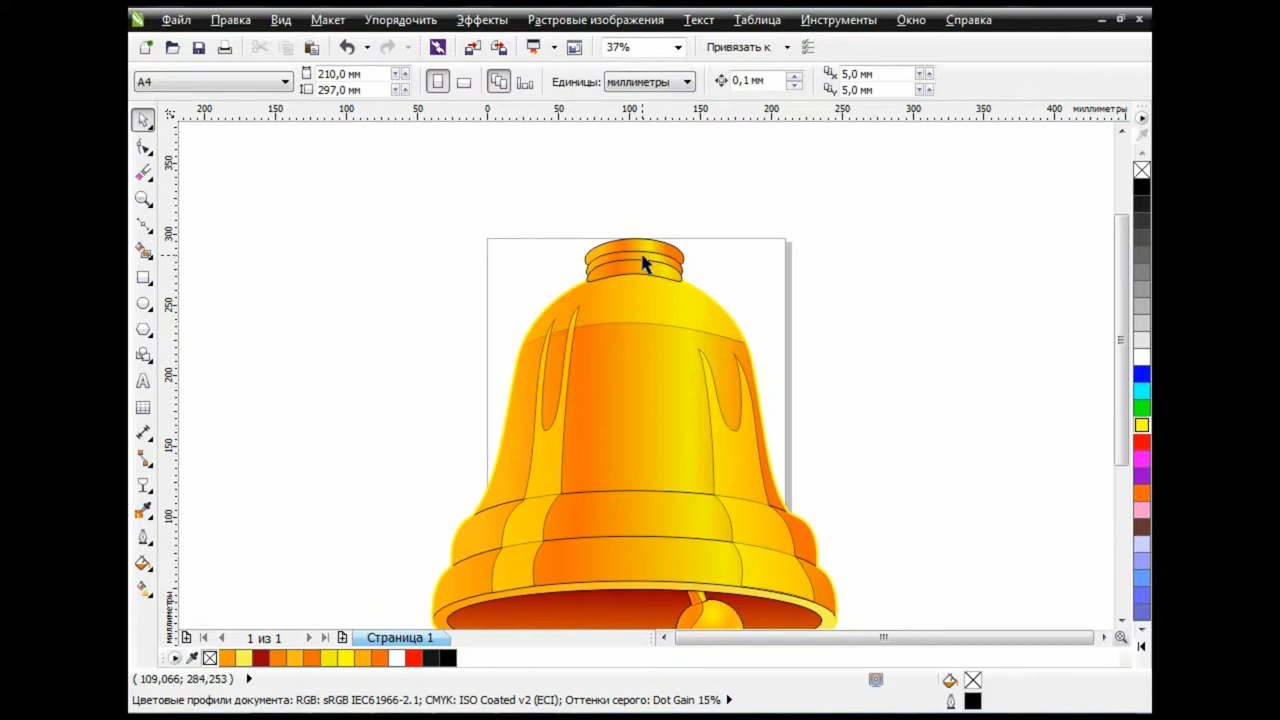 Файл Правка Вид Макет Упорядочить Эффекты Растровые изображения Текст Таблица Инструменты Окно Справка
37% Привязать к
A4 210,0 мм 297,0 мм Единицы: миллиметры 0,1 мм 5,0 мм 5,0 мм
200 150 100 50 0 50 100 150 200 250 300 350 400 миллиметры
350
300
250
200
150
100
миллиметры
1 из 1 Страница 1
( 109,066; 284,253 )
Цветовые профили документа: RGB: sRGB IEC61966-2.1; CMYK: ISO Coated v2 (ECI); Оттенки серого: Dot Gain 15%